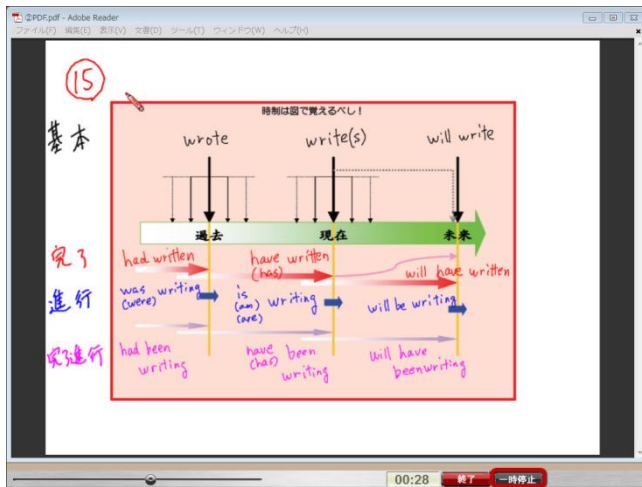 ②PDF.pdf - Adobe Reader
ファイル(F) 編集(E) 表示(V) 文書(D) ツール(T) ウィンドウ(W) ヘルプ(H)
15
時制は図で覚えるべし！
基本
wrote write(s) will write
過去 現在 未来
完了
had written have written will have written
(has)
進行
was writing is writing will be writing
(were) (am)
(are)
完了進行
had been have been will have
writing (has) writing beenwriting
00:28 終了 一時停止